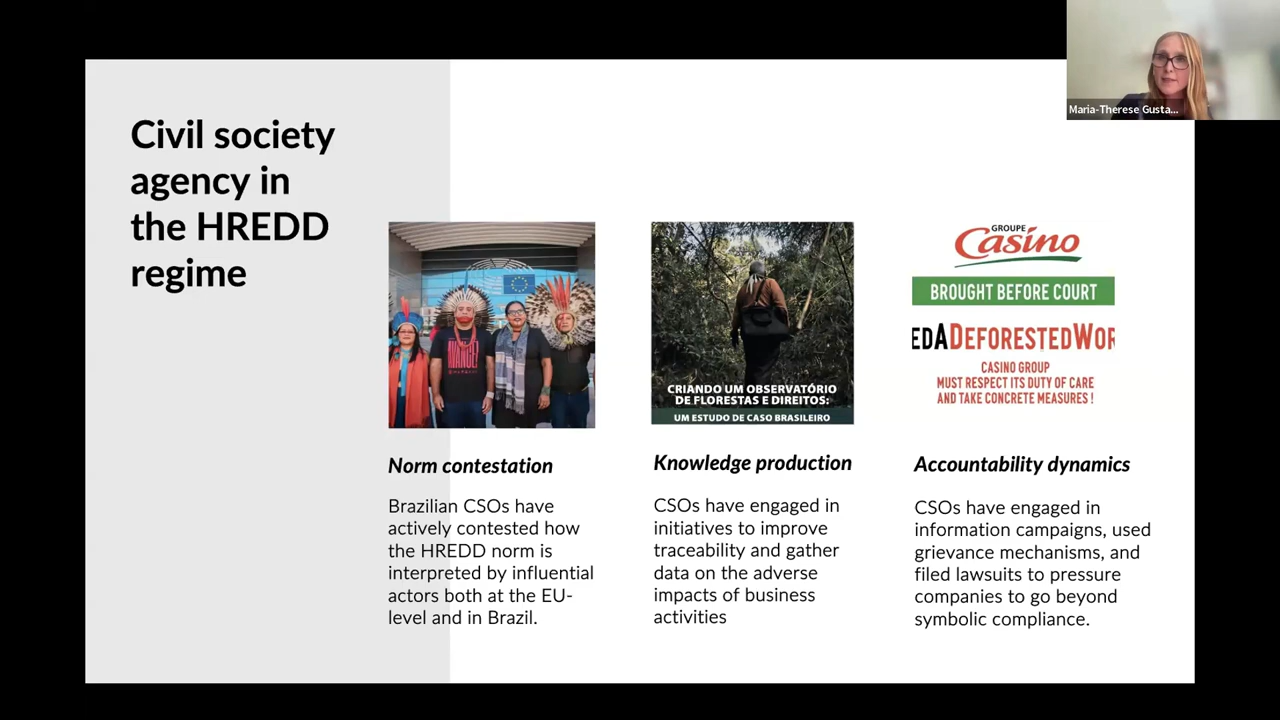 Maria-Therese Gusta...
Civil society
agency in
the HREDD
regime
CRIANDO UM OBSERVATÓRIO
DE FLORESTAS E DIREITOS:
UM ESTUDO DE CASO BRASILEIRO
GROUPE
Casino
BROUGHT BEFORE COURT
EDADEFORESTEDWOR
CASINO GROUP
MUST RESPECT ITS DUTY OF CARE
AND TAKE CONCRETE MEASURES !
Norm contestation
Brazilian CSOs have
actively contested how
the HREDD norm is
interpreted by influential
actors both at the EU-
level and in Brazil.
Knowledge production
CSOs have engaged in
initiatives to improve
traceability and gather
data on the adverse
impacts of business
activities
Accountability dynamics
CSOs have engaged in
information campaigns, used
grievance mechanisms, and
filed lawsuits to pressure
companies to go beyond
symbolic compliance.